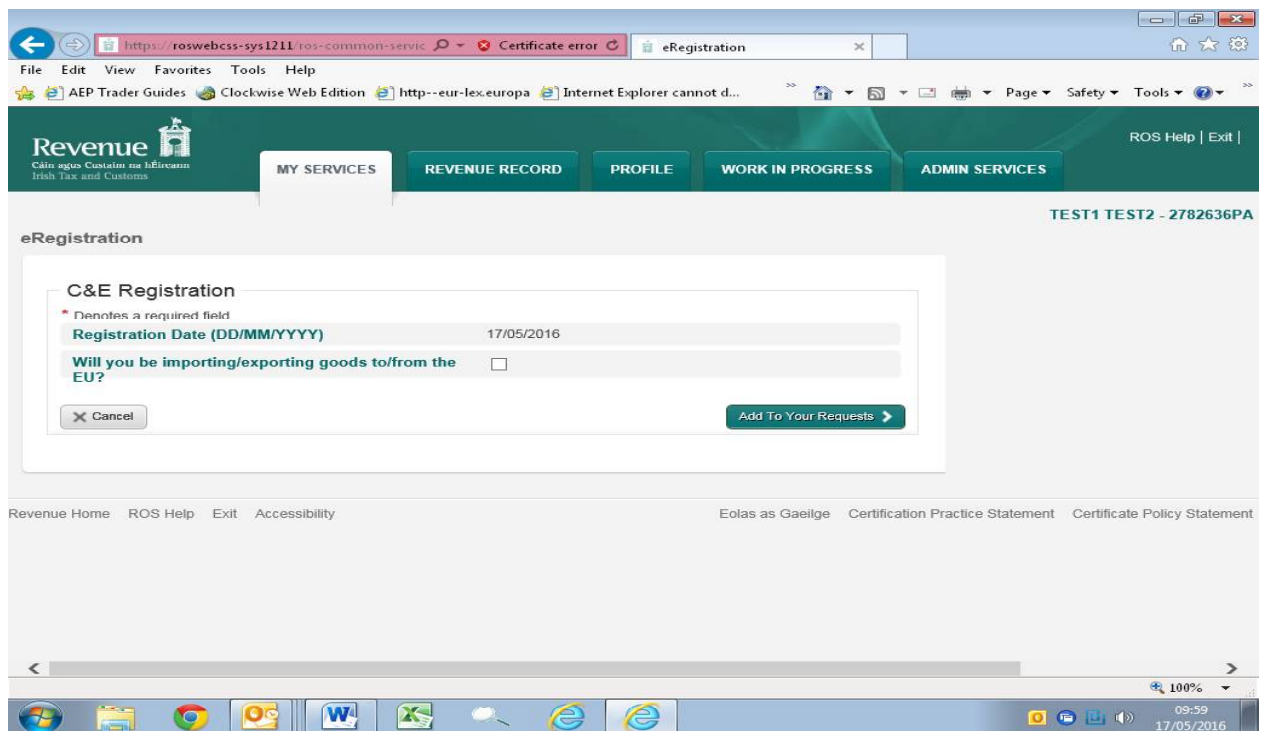 https://roswebcss-sys1211/ros-common-servic
Certificate error
eRegistration
File Edit View Favorites Tools Help
AEP Trader Guides Clockwise Web Edition http--eur-lex.europa Internet Explorer cannot d... Page Safety Tools
Revenue
Cáin agus Custaim na hÉireann
Irish Tax and Customs
ROS Help | Exit |
MY SERVICES REVENUE RECORD PROFILE WORK IN PROGRESS ADMIN SERVICES
TEST1 TEST2 - 2782636PA
eRegistration
C&E Registration
* Denotes a required field
Registration Date (DD/MM/YYYY) 17/05/2016
Will you be importing/exporting goods to/from the
EU?
Cancel Add To Your Requests
Revenue Home ROS Help Exit Accessibility Eolas as Gaeilge Certification Practice Statement Certificate Policy Statement
100%
09:59
17/05/2016